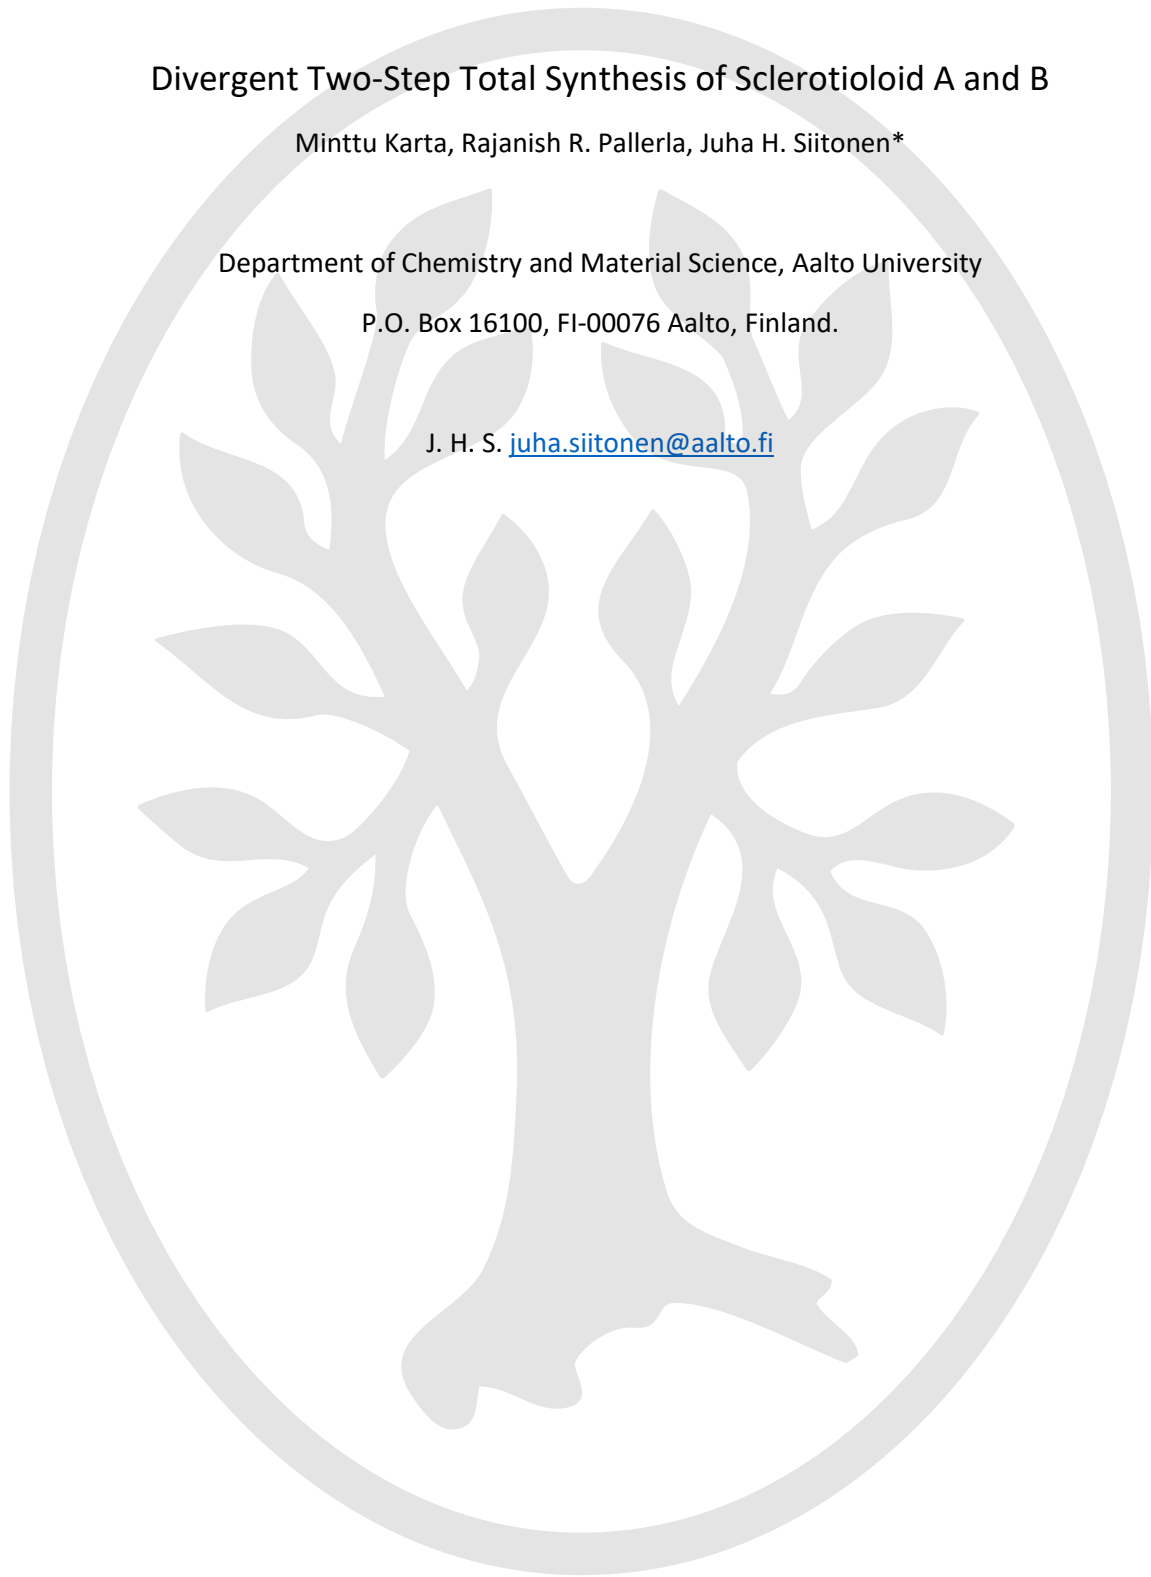 Divergent Two-Step Total Synthesis of Sclerotioloid A and B
Minttu Karta, Rajanish R. Pallerla, Juha H. Siitonen*
Department of Chemistry and Material Science, Aalto University
P.O. Box 16100, FI-00076 Aalto, Finland.
J. H. S. juha.siitonen@aalto.fi